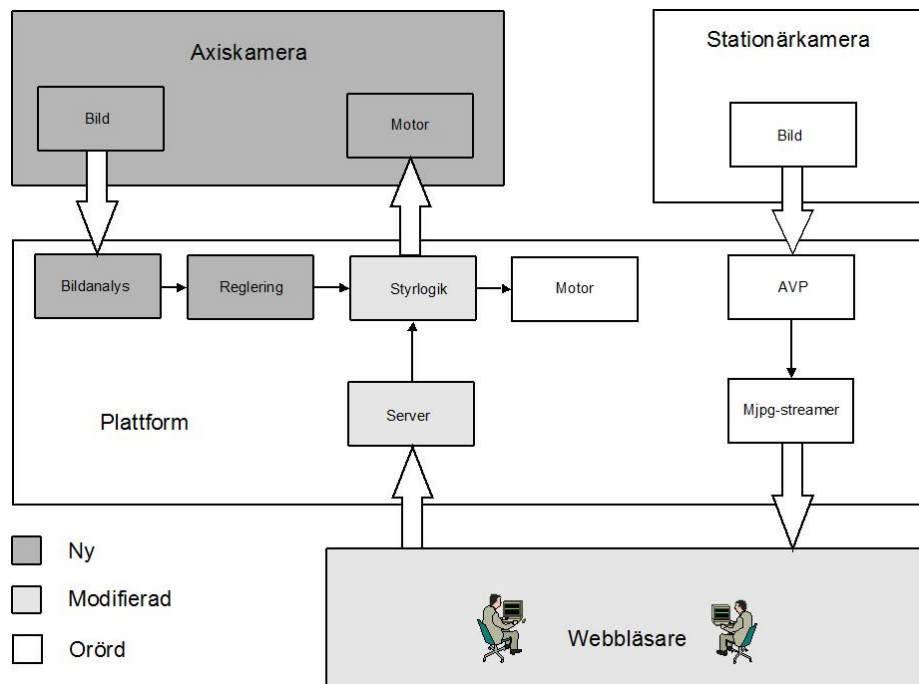 Axiskamera
Stationärkamera
Bild
Motor
Bild
Bildanalys
Reglering
Styrlogik
Motor
AVP
Plattform
Server
Mjpg-streamer
Ny
Modifierad
Orörd
Webbläsare